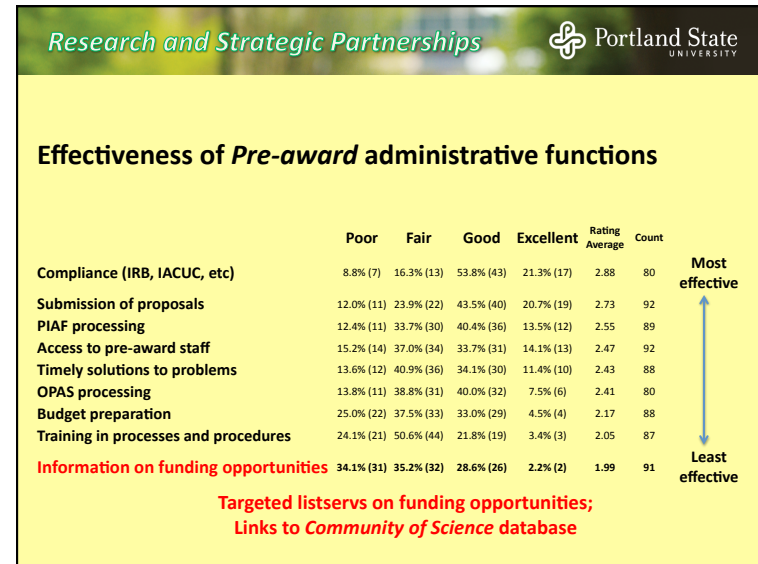 Research and Strategic Partnerships
Portland State
UNIVERSITY
Effectiveness of Pre-award administrative functions
Poor Fair Good Excellent Rating Average Count
Compliance (IRB, IACUC, etc) 8.8% (7) 16.3% (13) 53.8% (43) 21.3% (17) 2.88 80
Most effective
Submission of proposals 12.0% (11) 23.9% (22) 43.5% (40) 20.7% (19) 2.73 92
PIAF processing 12.4% (11) 33.7% (30) 40.4% (36) 13.5% (12) 2.55 89
Access to pre-award staff 15.2% (14) 37.0% (34) 33.7% (31) 14.1% (13) 2.47 92
Timely solutions to problems 13.6% (12) 40.9% (36) 34.1% (30) 11.4% (10) 2.43 88
OPAS processing 13.8% (11) 38.8% (31) 40.0% (32) 7.5% (6) 2.41 80
Budget preparation 25.0% (22) 37.5% (33) 33.0% (29) 4.5% (4) 2.17 88
Training in processes and procedures 24.1% (21) 50.6% (44) 21.8% (19) 3.4% (3) 2.05 87
Information on funding opportunities 34.1% (31) 35.2% (32) 28.6% (26) 2.2% (2) 1.99 91
Least effective
Targeted listservs on funding opportunities;
Links to Community of Science database